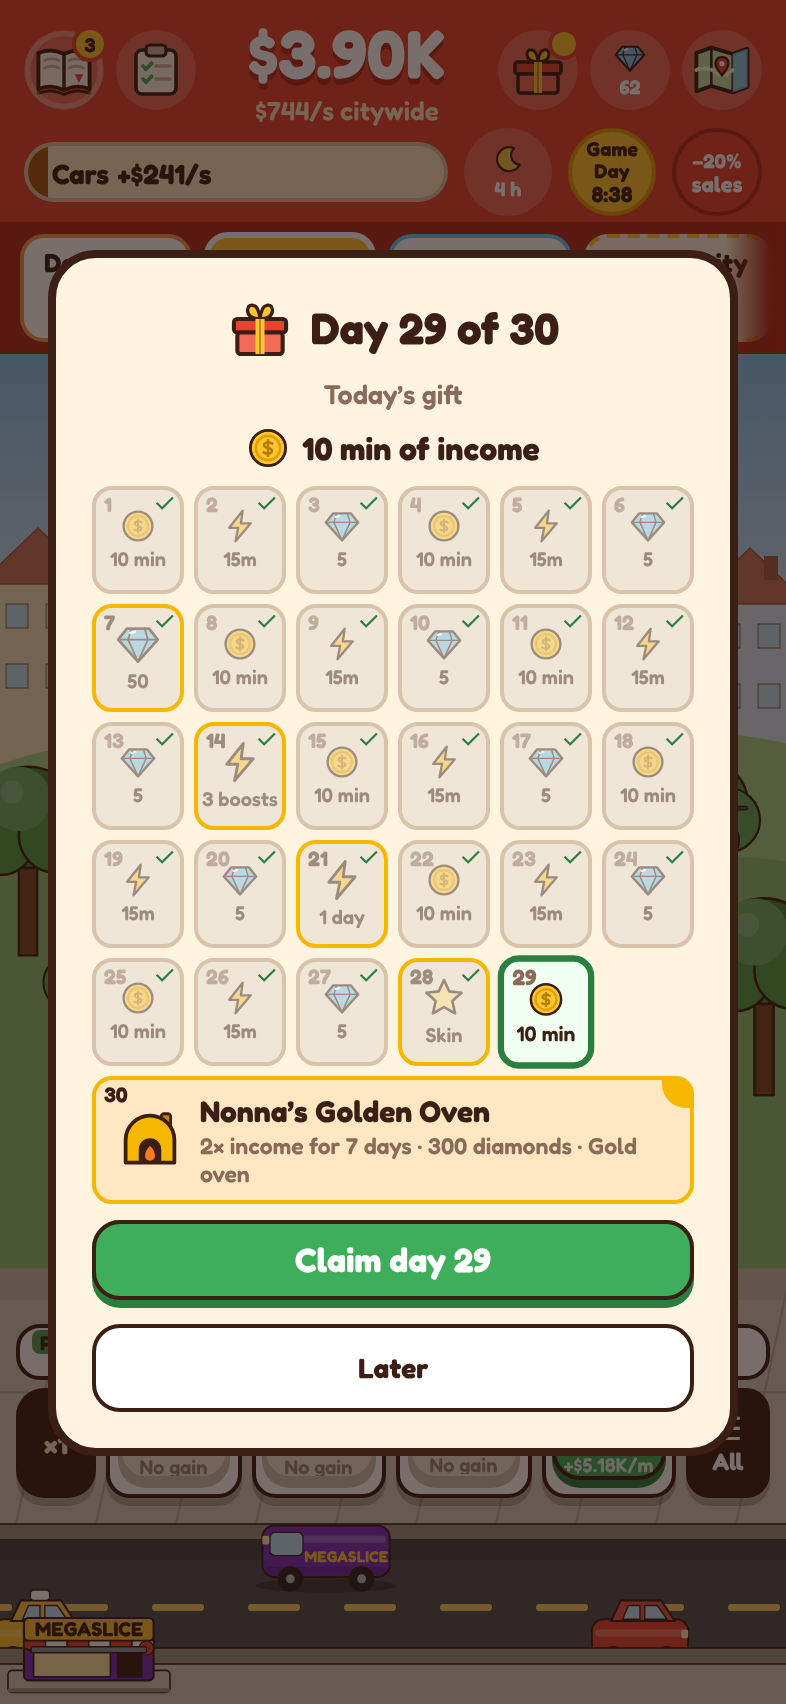 3
$3.90K
$744/s citywide
62
Cars +$241/s
4 h
Game
Day
8:38
−20%
sales
Day 29 of 30
Today's gift
10 min of income
1
10 min
2
15m
3
5
4
10 min
5
15m
6
5
7
50
8
10 min
9
15m
10
5
11
10 min
12
15m
13
5
14
3 boosts
15
10 min
16
15m
17
5
18
10 min
19
15m
20
5
21
1 day
22
10 min
23
15m
24
5
25
10 min
26
15m
27
5
28
Skin
29
10 min
30
Nonna's Golden Oven
2× income for 7 days · 300 diamonds · Gold
oven
Claim day 29
Later
No gain
No gain
No gain
+$5.18K/m
All
MEGASLICE
MEGASLICE